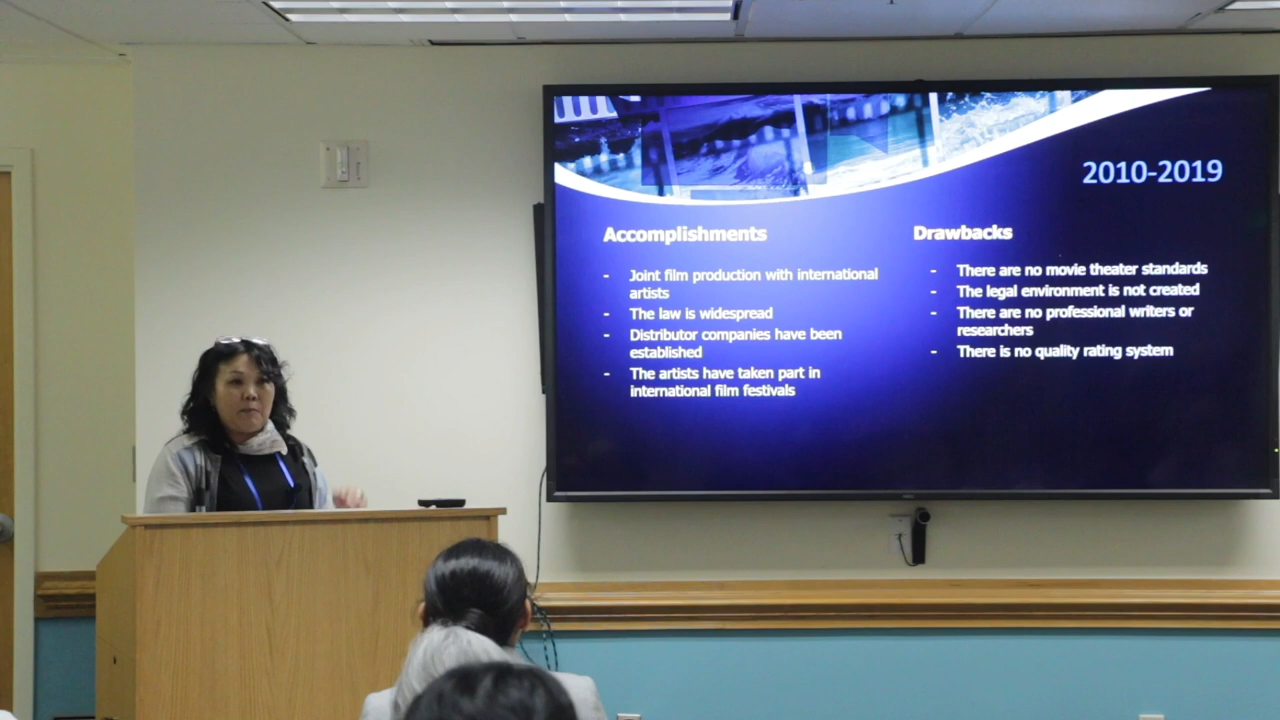 2010-2019
Accomplishments
- Joint film production with international
artists
- The law is widespread
- Distributor companies have been
established
- The artists have taken part in
international film festivals
Drawbacks
- There are no movie theater standards
- The legal environment is not created
- There are no professional writers or
researchers
- There is no quality rating system